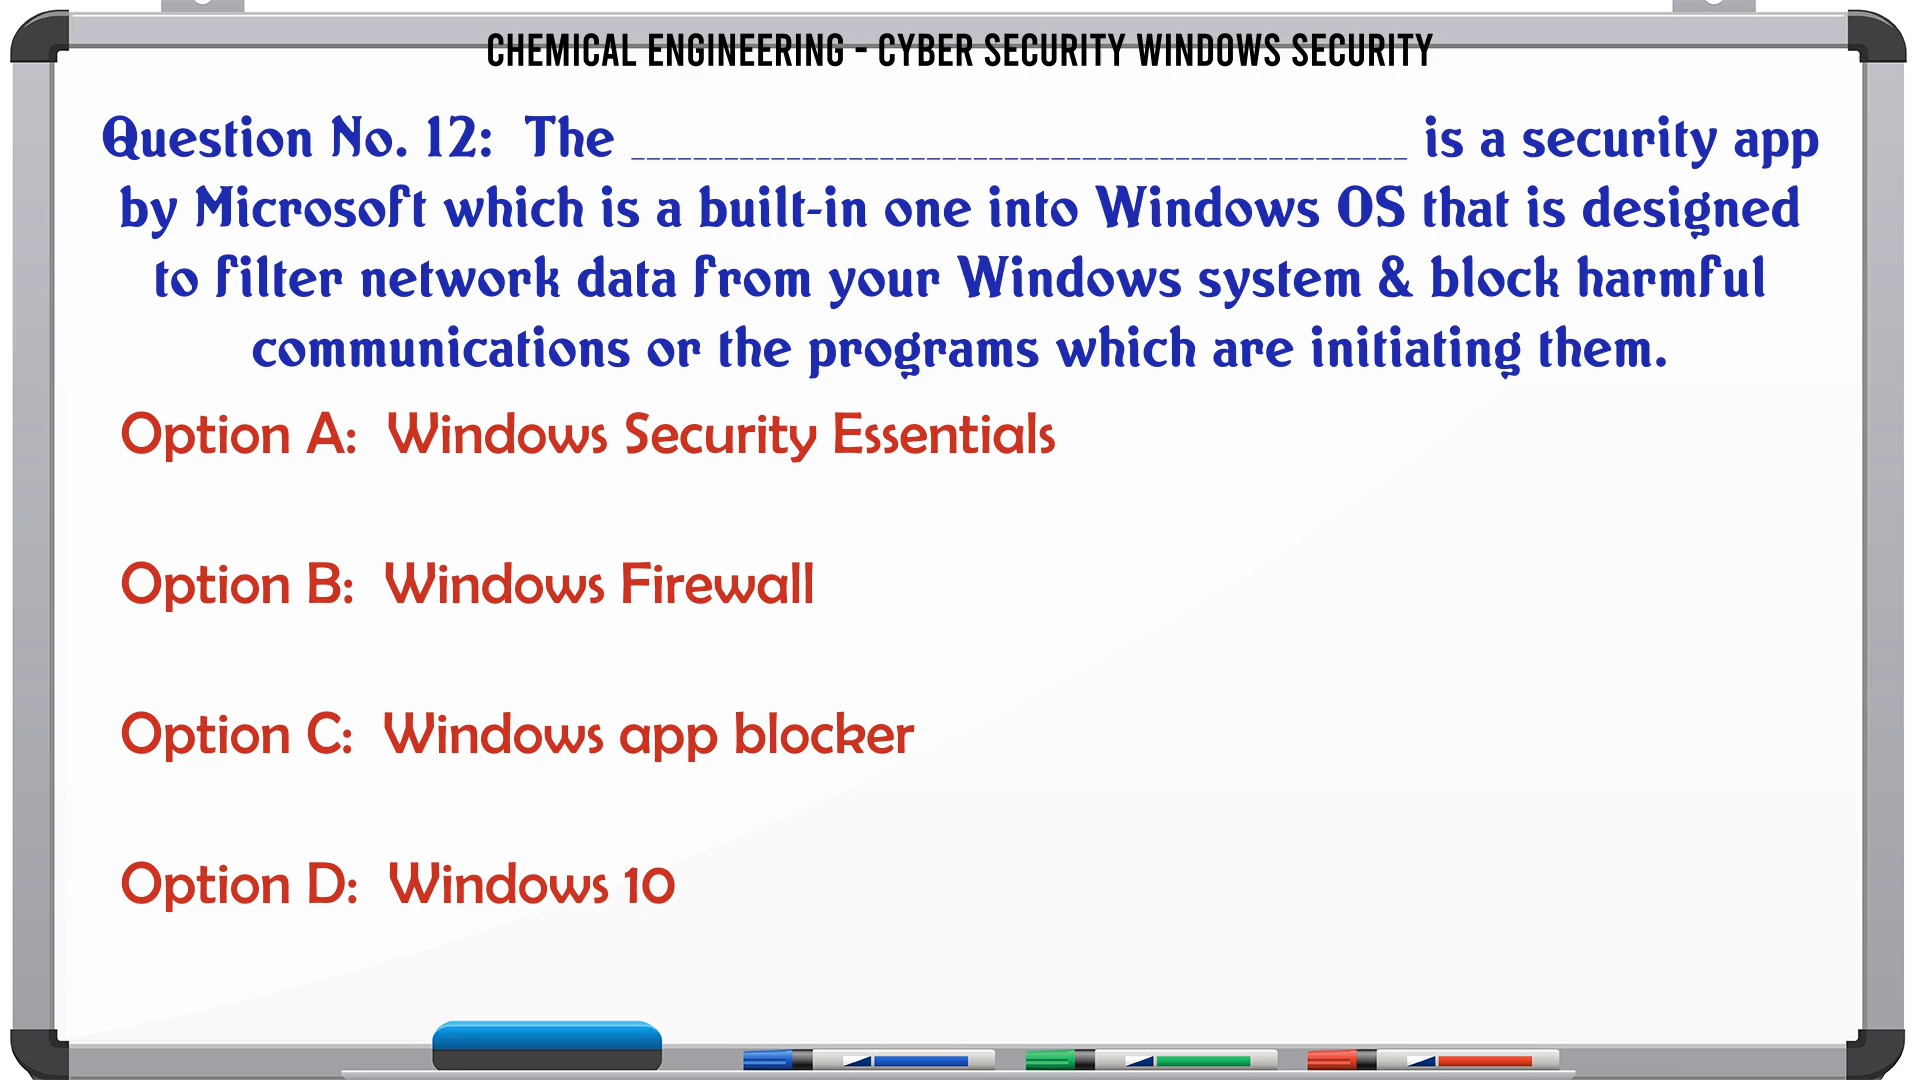 CHEMICAL ENGINEERING - CYBER SECURITY WINDOWS SECURITY
Question No. 12: The __________________________________________________ is a security app
by Microsoft which is a built-in one into Windows OS that is designed
to filter network data from your Windows system & block harmful
communications or the programs which are initiating them.
Option A: Windows Security Essentials
Option B: Windows Firewall
Option C: Windows app blocker
Option D: Windows 10